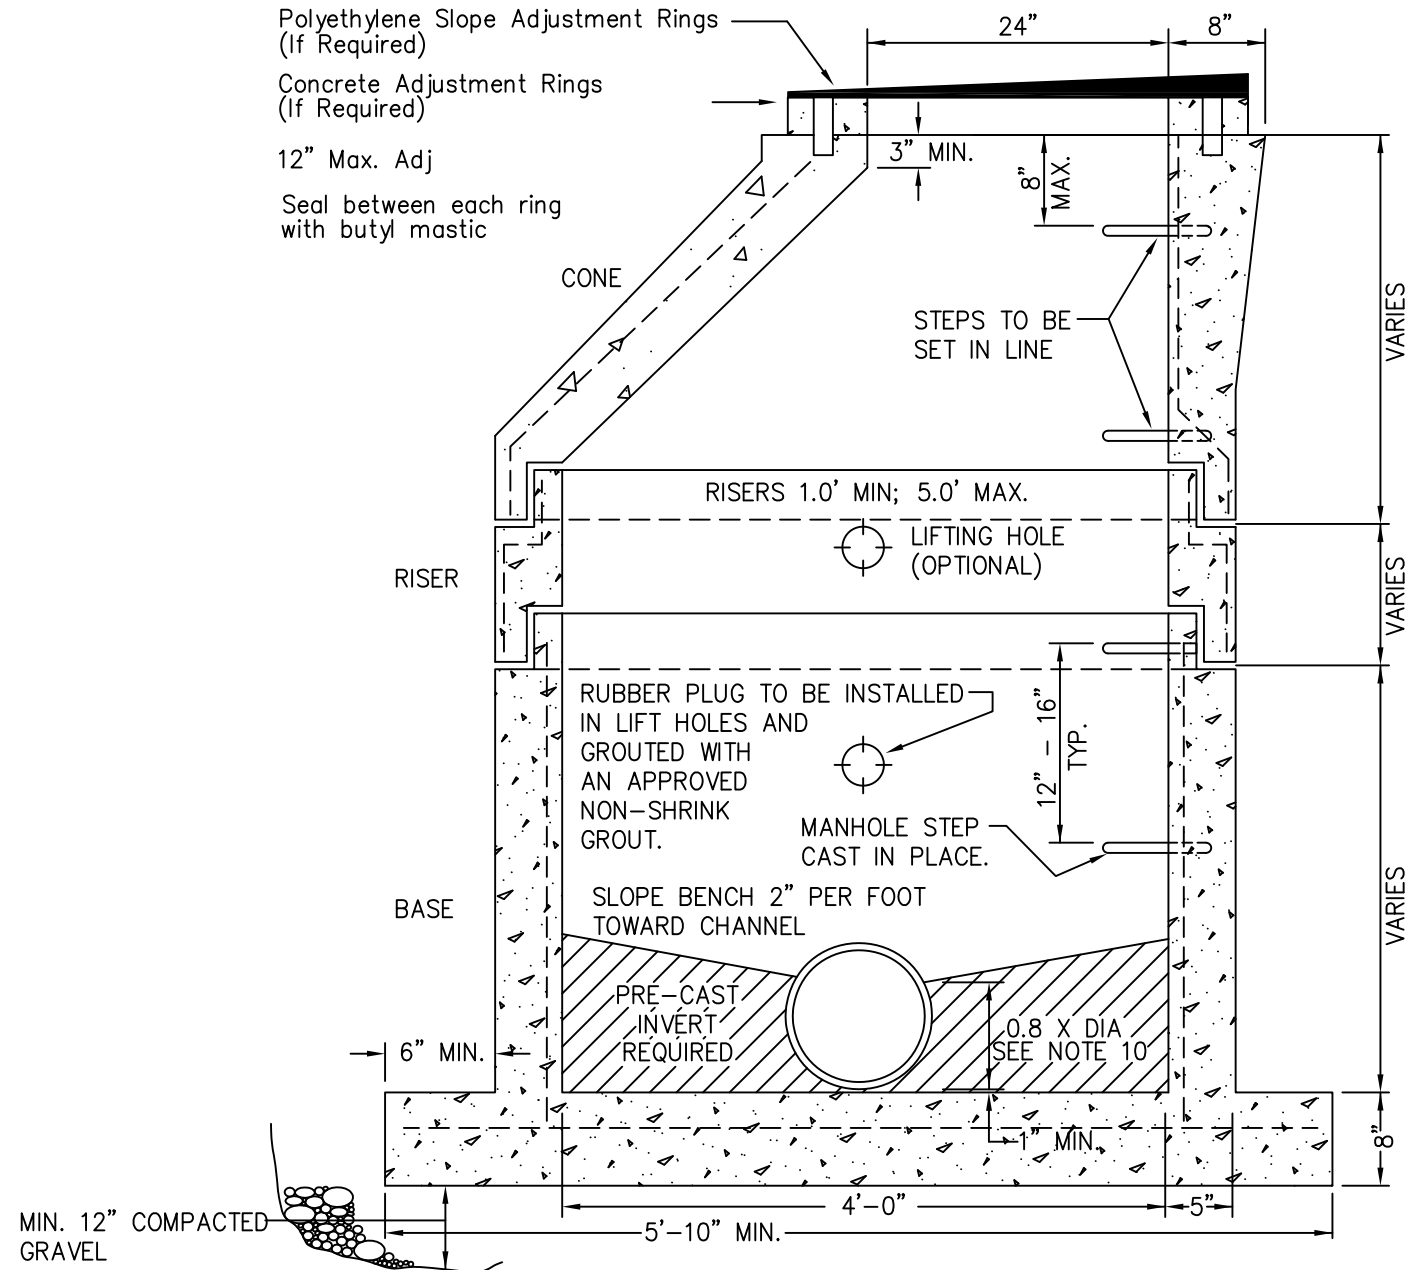 Polyethylene Slope Adjustment Rings
(If Required)
24”
8”
Concrete Adjustment Rings
(If Required)
12” Max. Adj
3” MIN.
8”
MAX.
Seal between each ring
with butyl mastic
CONE
STEPS TO BE
SET IN LINE
VARIES
RISERS 1.0’ MIN; 5.0’ MAX.
LIFTING HOLE
(OPTIONAL)
RISER
VARIES
RUBBER PLUG TO BE INSTALLED
IN LIFT HOLES AND
GROUTED WITH
AN APPROVED
NON-SHRINK
GROUT.
12” - 16”
TYP.
MANHOLE STEP
CAST IN PLACE.
BASE
SLOPE BENCH 2” PER FOOT
TOWARD CHANNEL
VARIES
PRE-CAST
INVERT
REQUIRED
0.8 X DIA
SEE NOTE 10
6” MIN.
1” MIN.
8”
4’-0”
5”
5’-10” MIN.
MIN. 12” COMPACTED
GRAVEL